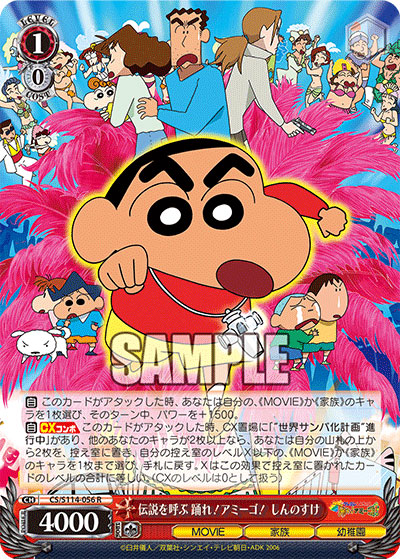 LEVEL
1
0
COST
SAMPLE
自 このカードがアタックした時、あなたは自分の、《MOVIE》か《家族》のキャ
ラを1枚選び、そのターン中、パワーを+1500。
自 CXコンボ このカードがアタックした時、CX置場に「“世界サンバ化計画”進
行中」があり、他のあなたのキャラが2枚以上なら、あなたは自分の山札の上か
ら2枚を、控え室に置き、自分の控え室のレベルX以下の、《MOVIE》か《家族》の
キャラを1枚まで選び、手札に戻す。Xはこの効果で控え室に置かれたカー
ドのレベルの合計に等しい。(CXのレベルは0として扱う)
CH
CS/S114-056 R
伝説を呼ぶ 踊れ!アミーゴ! しんのすけ
4000
MOVIE
家族
幼稚園
©臼井儀人/双葉社・シンエイ・テレビ朝日・ADK 2006